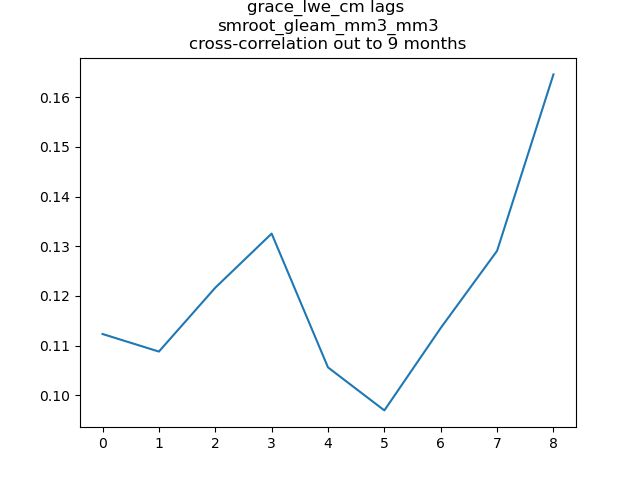 grace_lwe_cm lags
smroot_gleam_mm3_mm3
cross-correlation out to 9 months
0.16
0.15
0.14
0.13
0.12
0.11
0.10
0 1 2 3 4 5 6 7 8